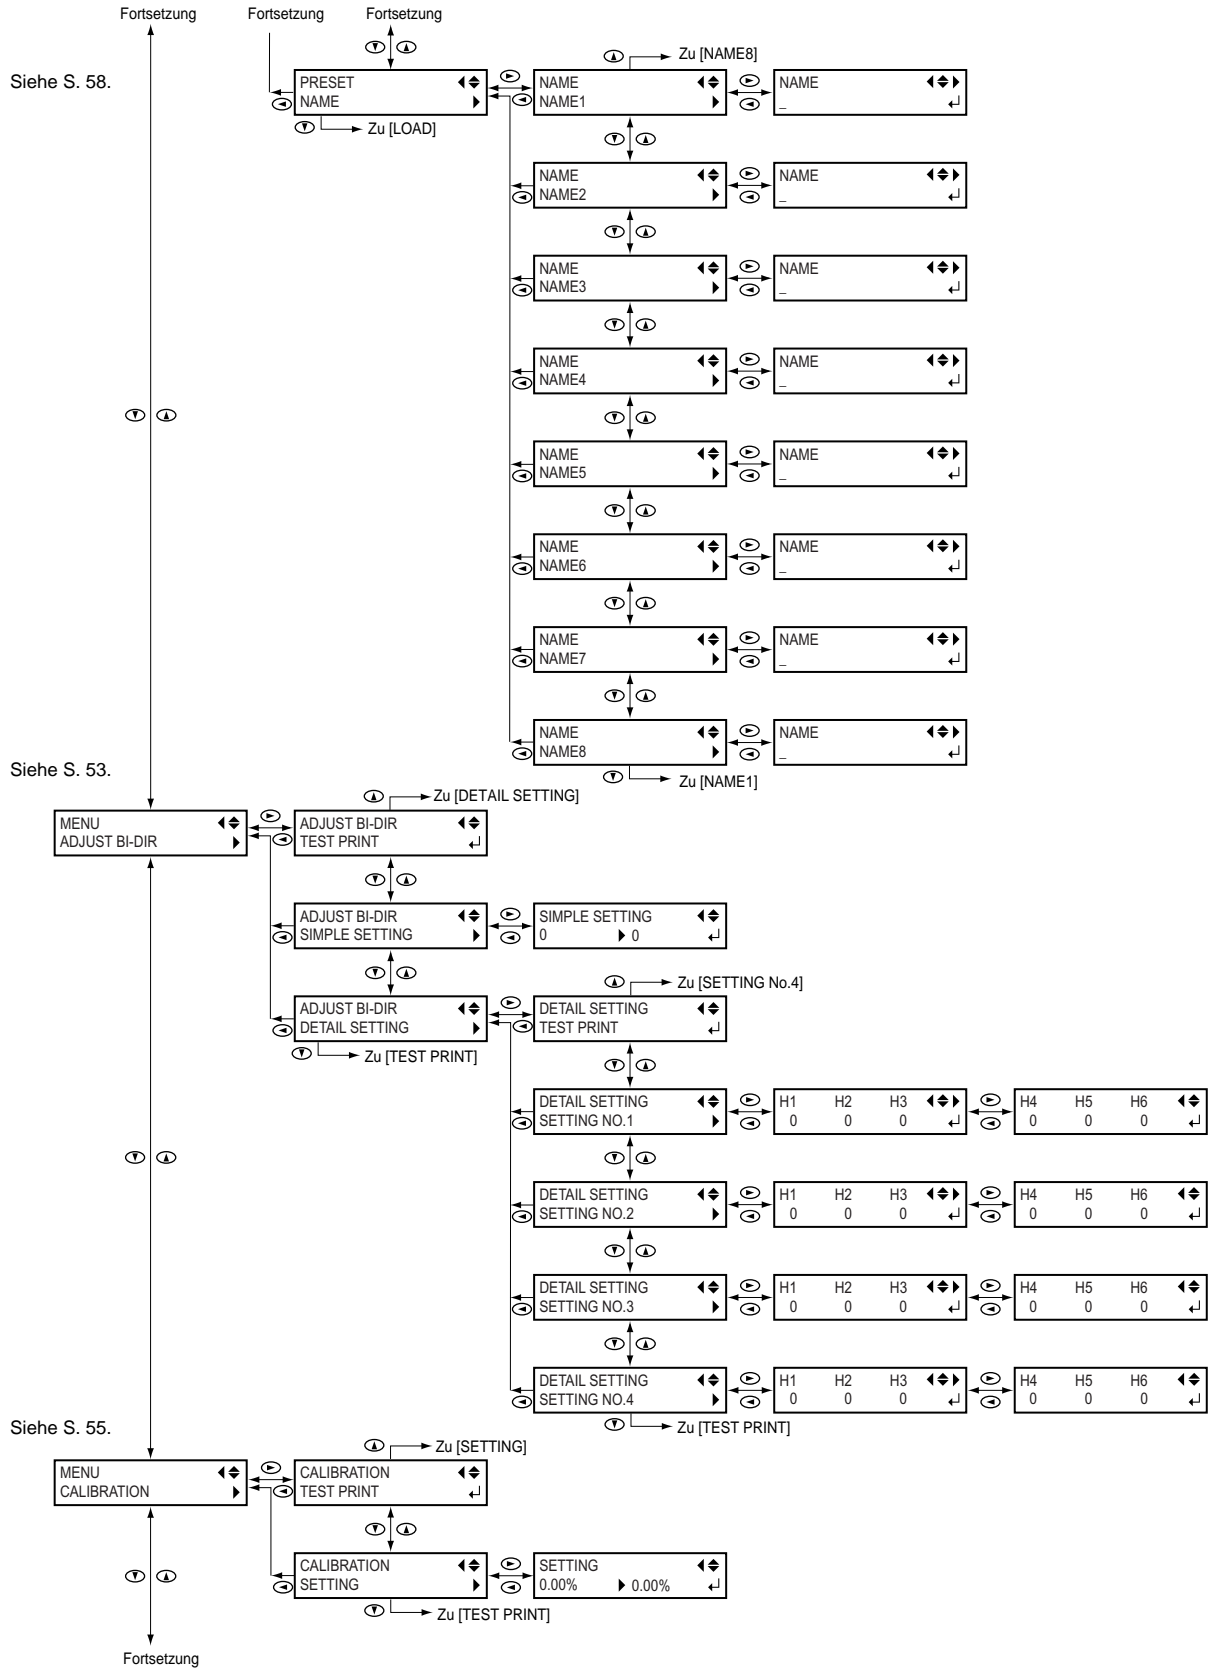 Fortsetzung Fortsetzung Fortsetzung
Zu [NAME8]
Siehe S. 58.
PRESET
NAME
Zu [LOAD]
NAME
NAME1
NAME
_
NAME
NAME2
NAME
_
NAME
NAME3
NAME
_
NAME
NAME4
NAME
_
NAME
NAME5
NAME
_
NAME
NAME6
NAME
_
NAME
NAME7
NAME
_
NAME
NAME8
NAME
_
Zu [NAME1]
Siehe S. 53.
Zu [DETAIL SETTING]
MENU
ADJUST BI-DIR
ADJUST BI-DIR
TEST PRINT
ADJUST BI-DIR
SIMPLE SETTING
SIMPLE SETTING
0 0
Zu [SETTING No.4]
ADJUST BI-DIR
DETAIL SETTING
Zu [TEST PRINT]
DETAIL SETTING
TEST PRINT
DETAIL SETTING
SETTING NO.1
H1 H2 H3
0 0 0
H4 H5 H6
0 0 0
DETAIL SETTING
SETTING NO.2
H1 H2 H3
0 0 0
H4 H5 H6
0 0 0
DETAIL SETTING
SETTING NO.3
H1 H2 H3
0 0 0
H4 H5 H6
0 0 0
DETAIL SETTING
SETTING NO.4
H1 H2 H3
0 0 0
H4 H5 H6
0 0 0
Zu [TEST PRINT]
Siehe S. 55.
Zu [SETTING]
MENU
CALIBRATION
CALIBRATION
TEST PRINT
CALIBRATION
SETTING
SETTING
0.00% 0.00%
Zu [TEST PRINT]
Fortsetzung